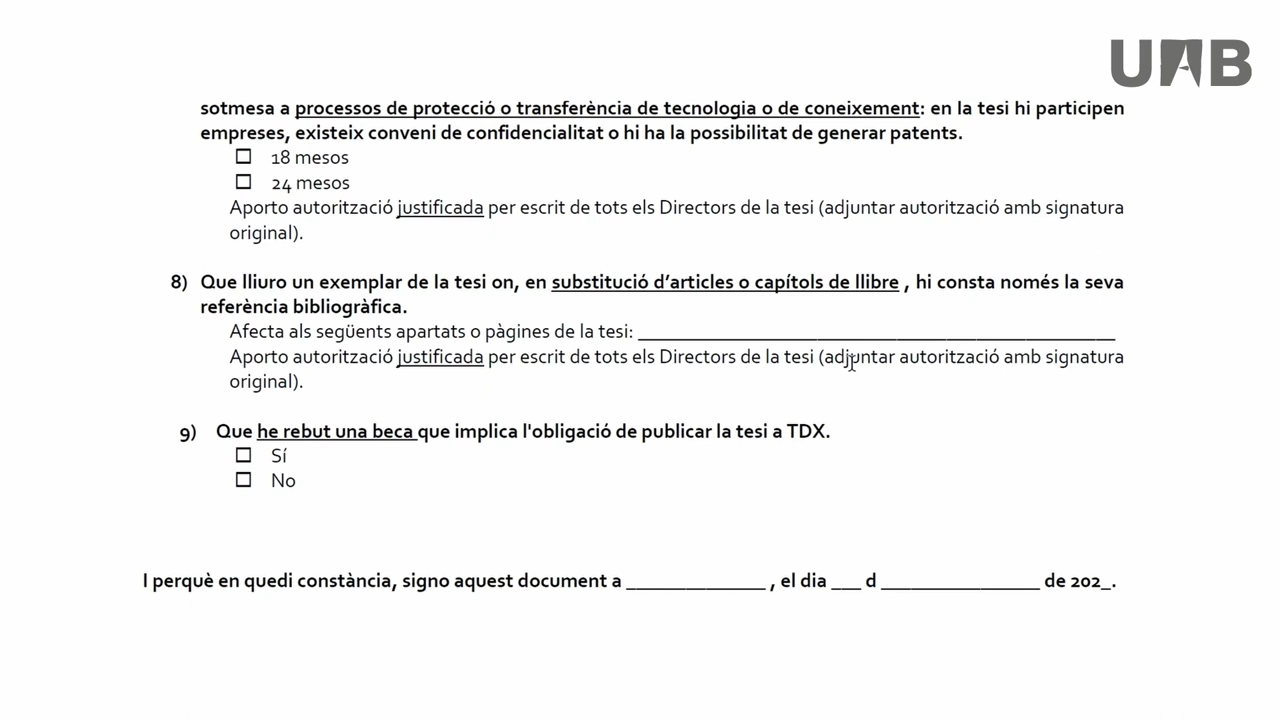 UAB
sotmesa a processos de protecció o transferència de tecnologia o de coneixement: en la tesi hi participen
empreses, existeix conveni de confidencialitat o hi ha la possibilitat de generar patents.
☐ 18 mesos
☐ 24 mesos
Aporto autorització justificada per escrit de tots els Directors de la tesi (adjuntar autorització amb signatura
original).
8) Que lliuro un exemplar de la tesi on, en substitució d’articles o capítols de llibre , hi consta només la seva
referència bibliogràfica.
Afecta als següents apartats o pàgines de la tesi: ________________________________________________
Aporto autorització justificada per escrit de tots els Directors de la tesi (adjuntar autorització amb signatura
original).
9) Que he rebut una beca que implica l'obligació de publicar la tesi a TDX.
☐ Sí
☐ No
I perquè en quedi constància, signo aquest document a ______________ , el dia ___ d ________________ de 202_.